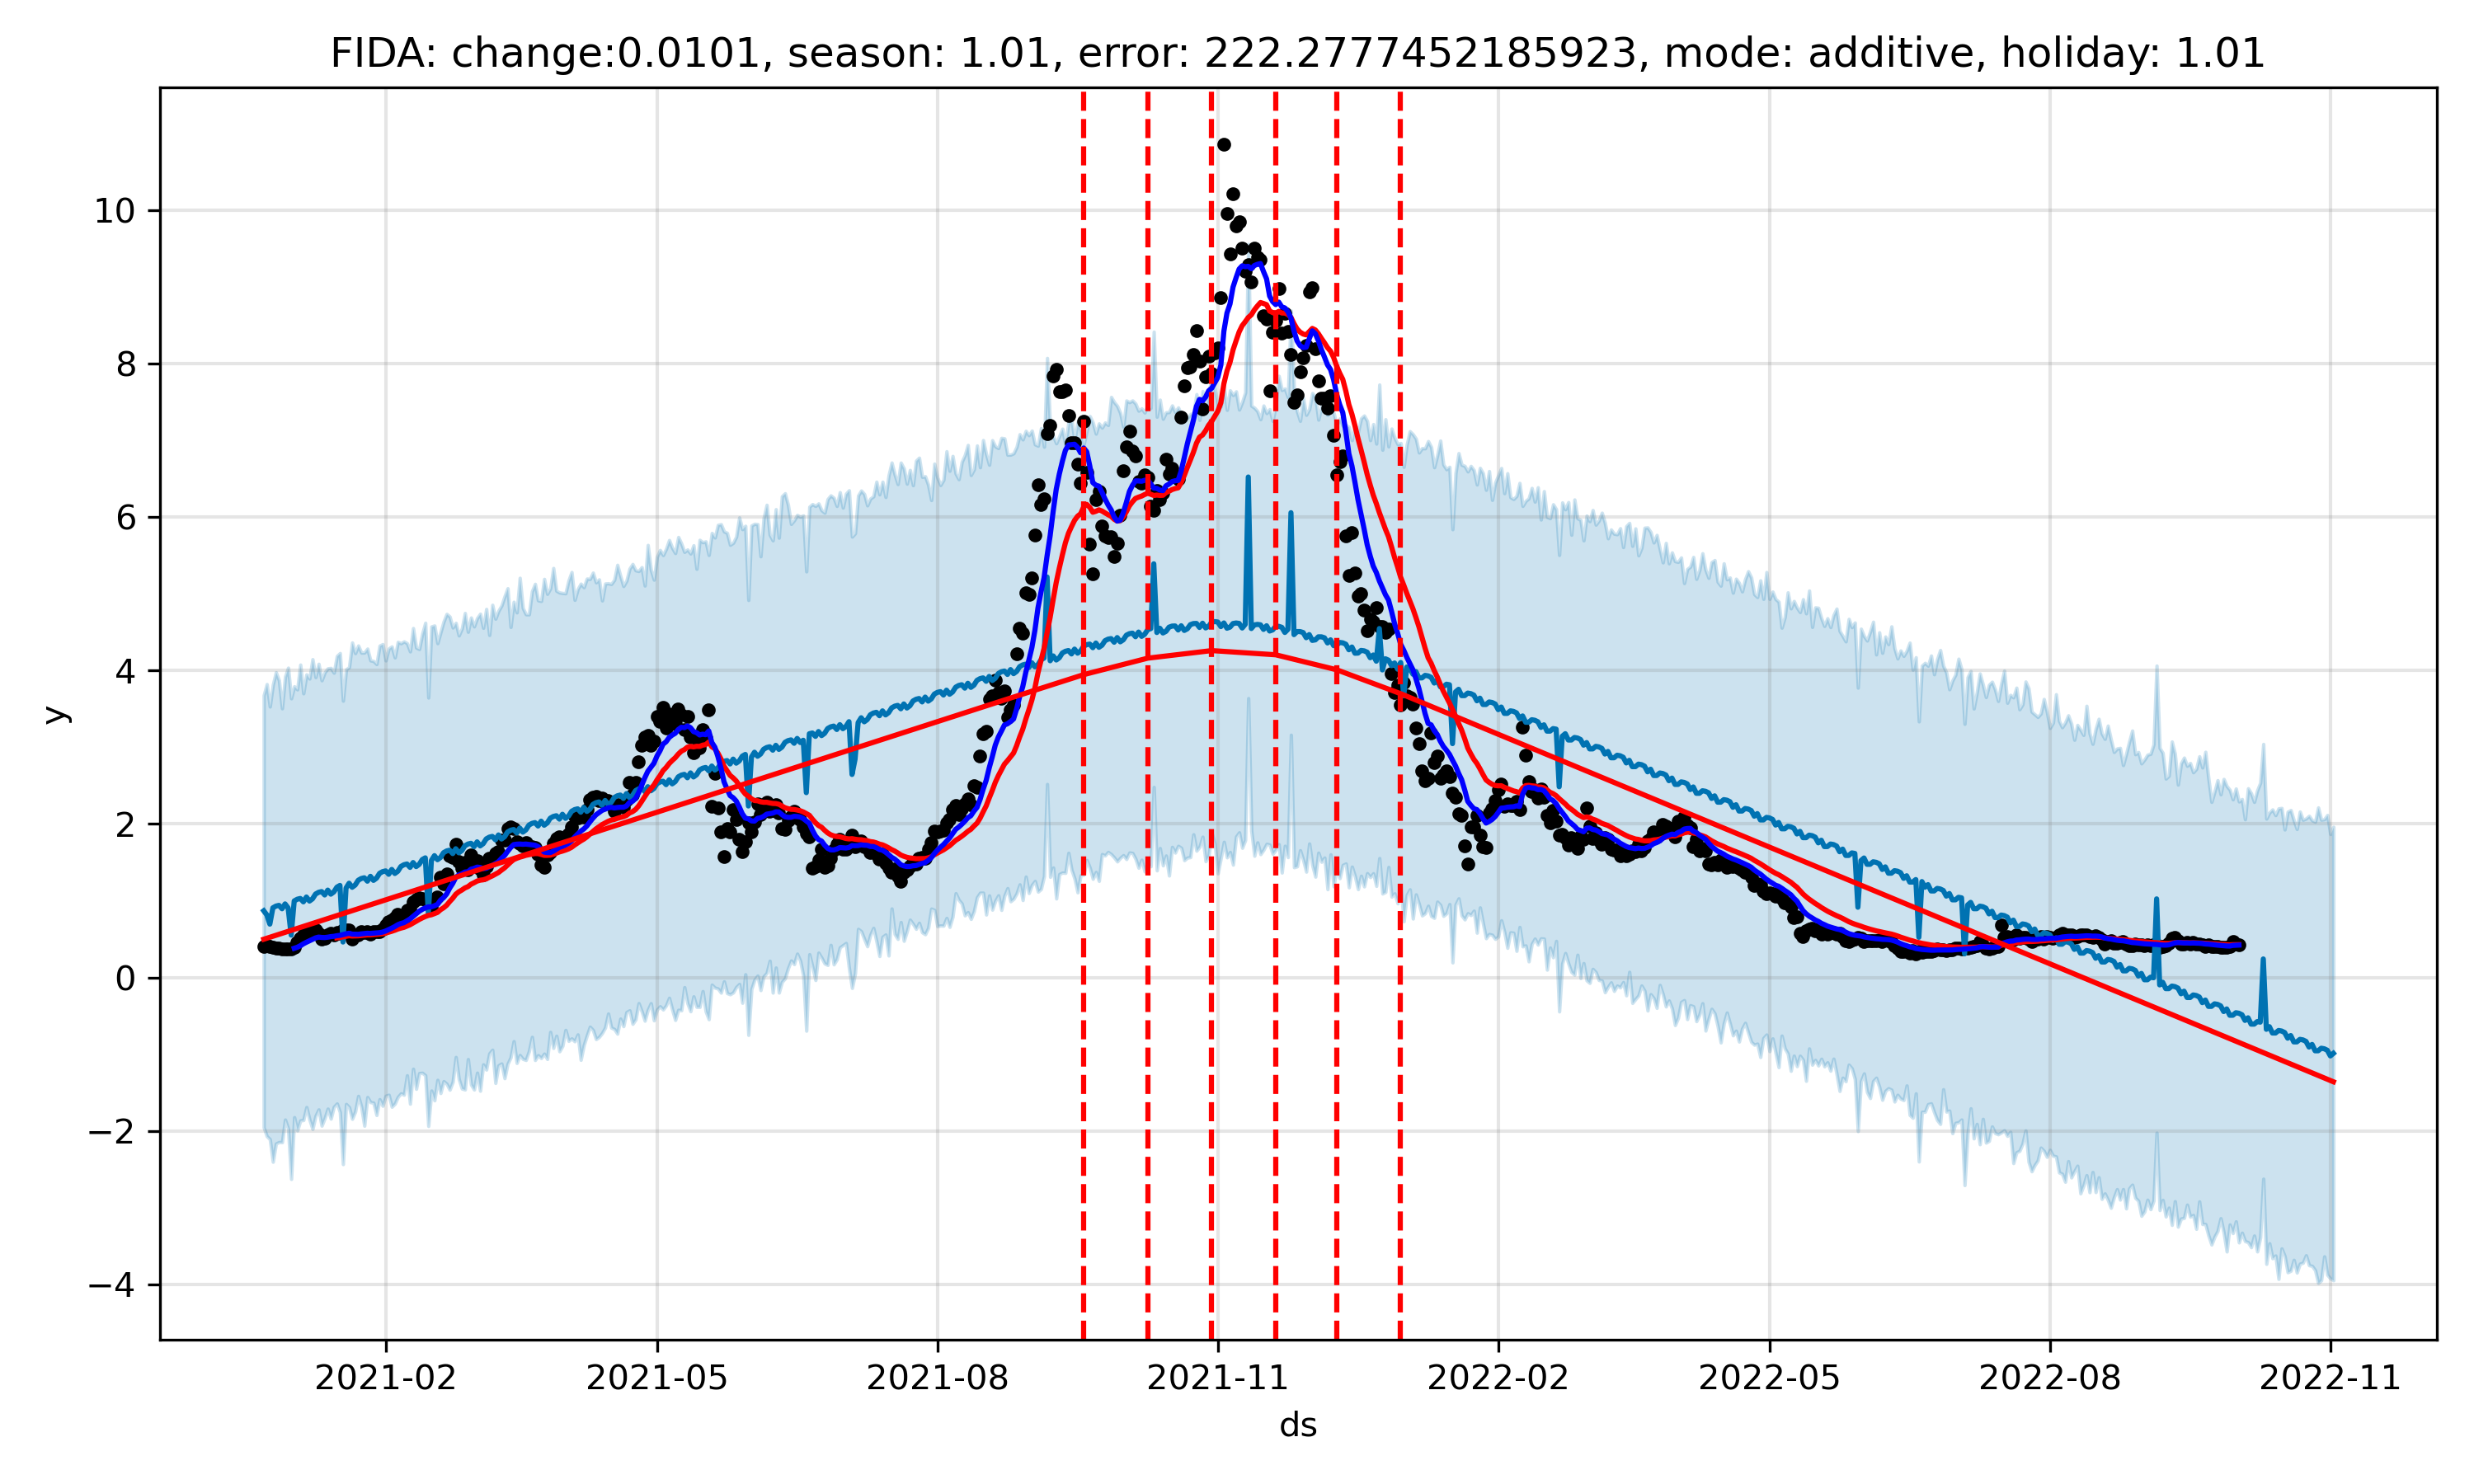 FIDA: change:0.0101, season: 1.01, error: 222.2777452185923, mode: additive, holiday: 1.01
y
10
8
6
4
2
0
−2
−4
2021-02 2021-05 2021-08 2021-11 2022-02 2022-05 2022-08 2022-11
ds